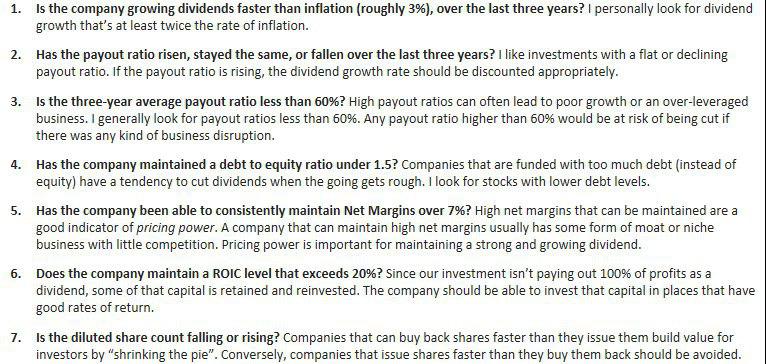 1. Is the company growing dividends faster than inflation (roughly 3%), over the last three years? I personally look for dividend
growth that's at least twice the rate of inflation.
2. Has the payout ratio risen, stayed the same, or fallen over the last three years? I like investments with a flat or declining
payout ratio. If the payout ratio is rising, the dividend growth rate should be discounted appropriately.
3. Is the three-year average payout ratio less than 60%? High payout ratios can often lead to poor growth or an over-leveraged
business. I generally look for payout ratios less than 60%. Any payout ratio higher than 60% would be at risk of being cut if
there was any kind of business disruption.
4. Has the company maintained a debt to equity ratio under 1.5? Companies that are funded with too much debt (instead of
equity) have a tendency to cut dividends when the going gets rough. I look for stocks with lower debt levels.
5. Has the company been able to consistently maintain Net Margins over 7%? High net margins that can be maintained are a
good indicator of pricing power. A company that can maintain high net margins usually has some form of moat or niche
business with little competition. Pricing power is important for maintaining a strong and growing dividend.
6. Does the company maintain a ROIC level that exceeds 20%? Since our investment isn't paying out 100% of profits as a
dividend, some of that capital is retained and reinvested. The company should be able to invest that capital in places that have
good rates of return.
7. Is the diluted share count falling or rising? Companies that can buy back shares faster than they issue them build value for
investors by "shrinking the pie". Conversely, companies that issue shares faster than they buy them back should be avoided.